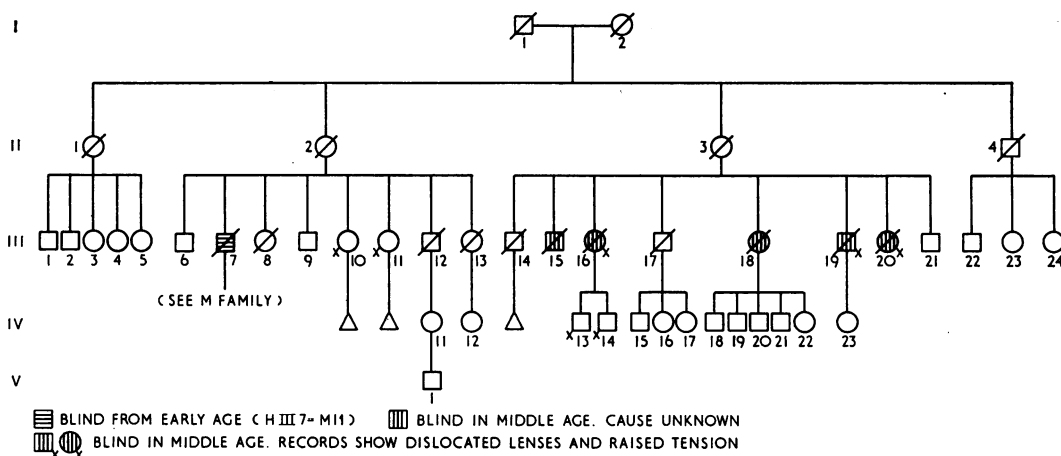 I
1 2
II
1 2 3 4
III
1 2 3 4 5 6 7 8 9 x 10 x 11 12 13 14 15 16 x 17 18 19 x 20 x 21 22 23 24
(SEE M FAMILY)
IV
11 12 x 13 x 14 15 16 17 18 19 20 21 22 23
V
1
BLIND FROM EARLY AGE (H III 7= MI1) BLIND IN MIDDLE AGE. CAUSE UNKNOWN
x x BLIND IN MIDDLE AGE. RECORDS SHOW DISLOCATED LENSES AND RAISED TENSION